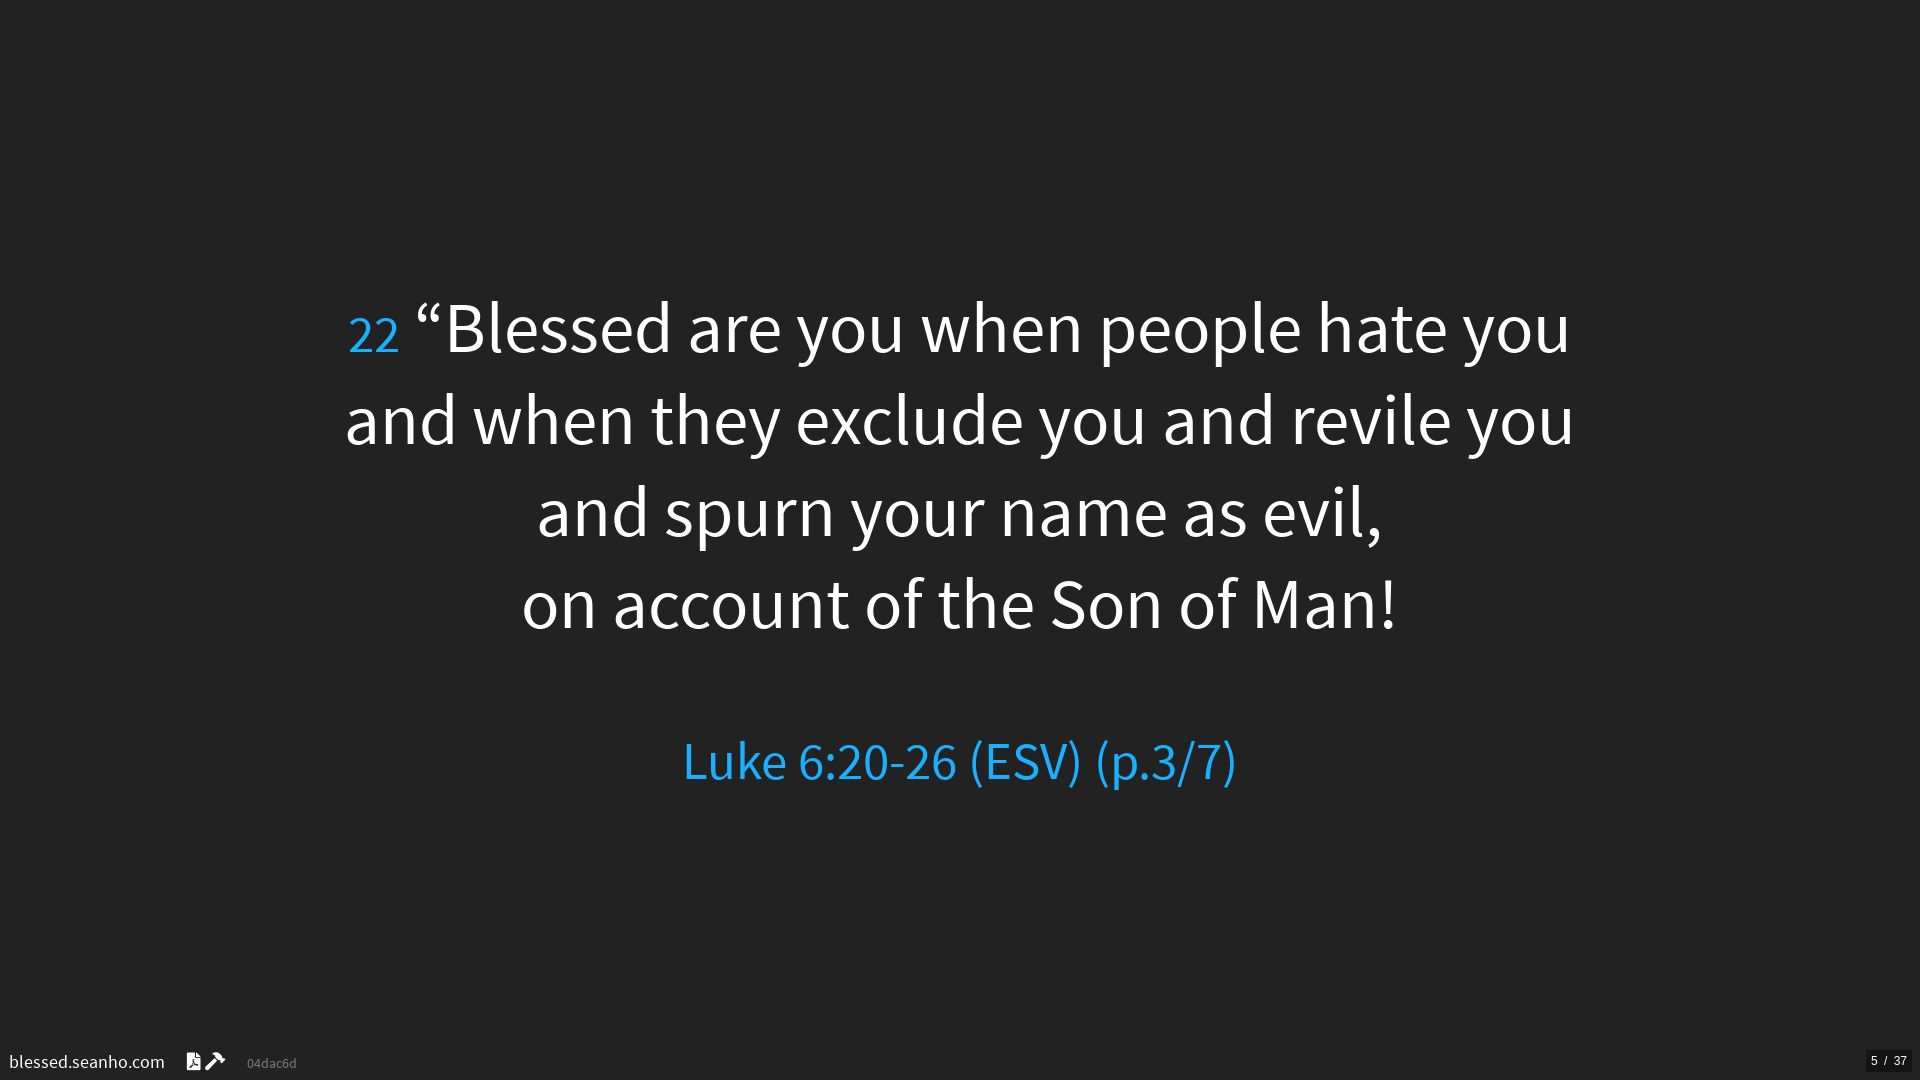 22 “Blessed are you when people hate you
and when they exclude you and revile you
and spurn your name as evil,
on account of the Son of Man!
Luke 6:20-26 (ESV) (p.3/7)
blessed.seanho.com 04dac6d
5 / 37